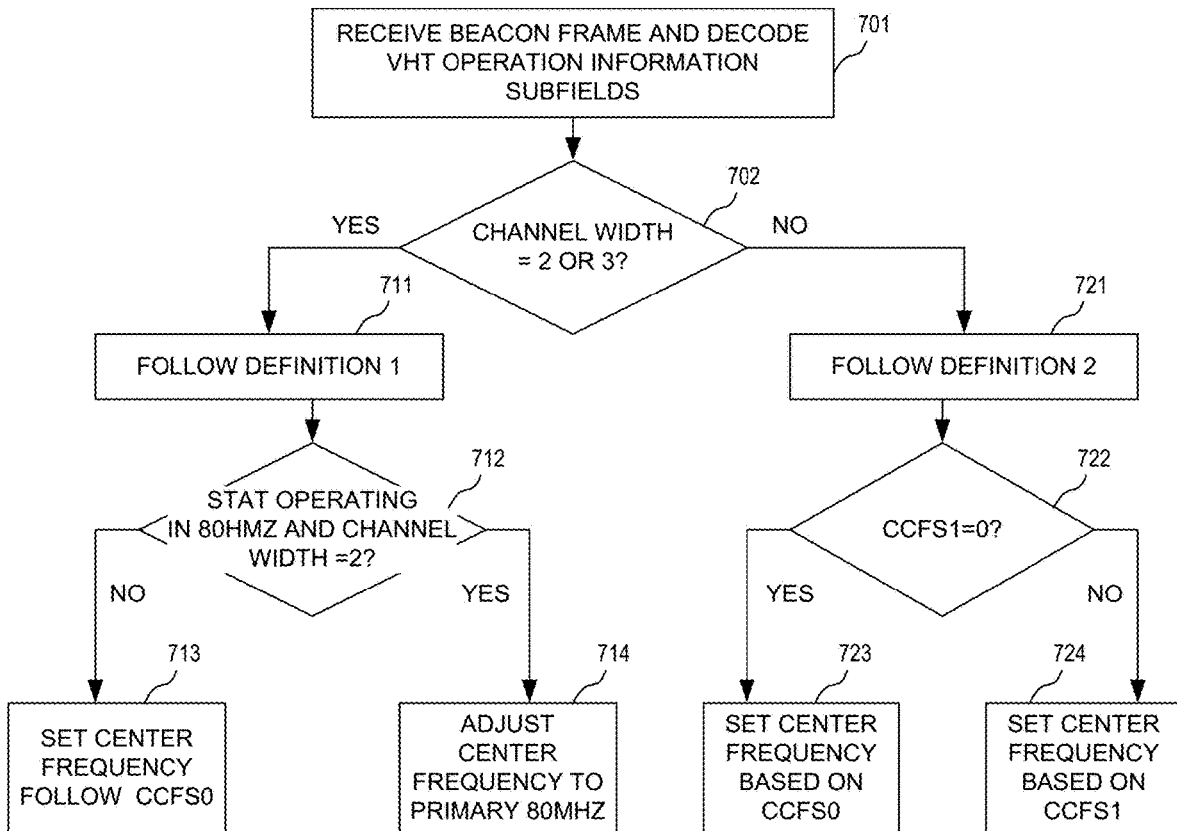 RECEIVE BEACON FRAME AND DECODE
VHT OPERATION INFORMATION
SUBFIELDS
701
702
CHANNEL WIDTH
= 2 OR 3?
YES
NO
711
FOLLOW DEFINITION 1
721
FOLLOW DEFINITION 2
712
STAT OPERATING
IN 80HMZ AND CHANNEL
WIDTH =2?
NO
YES
722
CCFS1=0?
YES
NO
713
SET CENTER
FREQUENCY
FOLLOW CCFS0
714
ADJUST
CENTER
FREQUENCY TO
PRIMARY 80MHZ
723
SET CENTER
FREQUENCY
BASED ON
CCFS0
724
SET CENTER
FREQUENCY
BASED ON
CCFS1